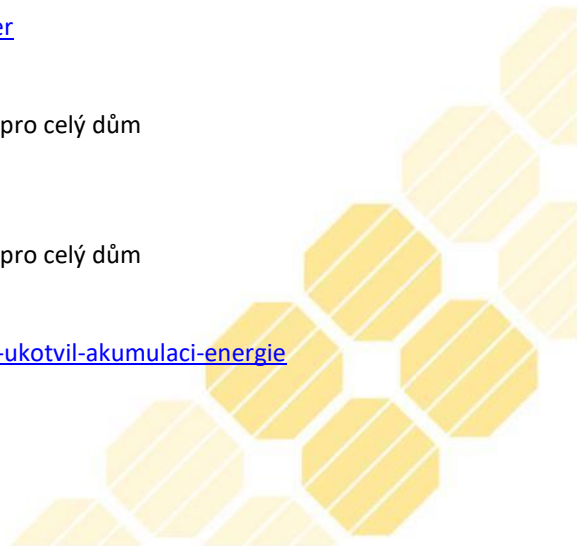 er
pro celý dům
pro celý dům
-ukotvil-akumulaci-energie